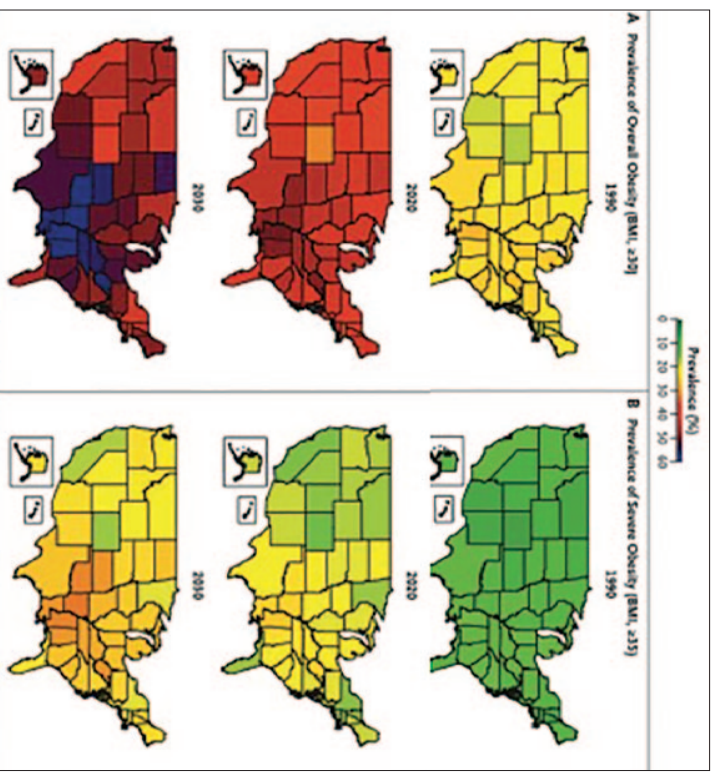 Prevalence (%)
0 10 20 30 40 50 60
A Prevalence of Overall Obesity (BMI, ≥30)
1990
2020
2030
B Prevalence of Severe Obesity (BMI, ≥35)
1990
2020
2030